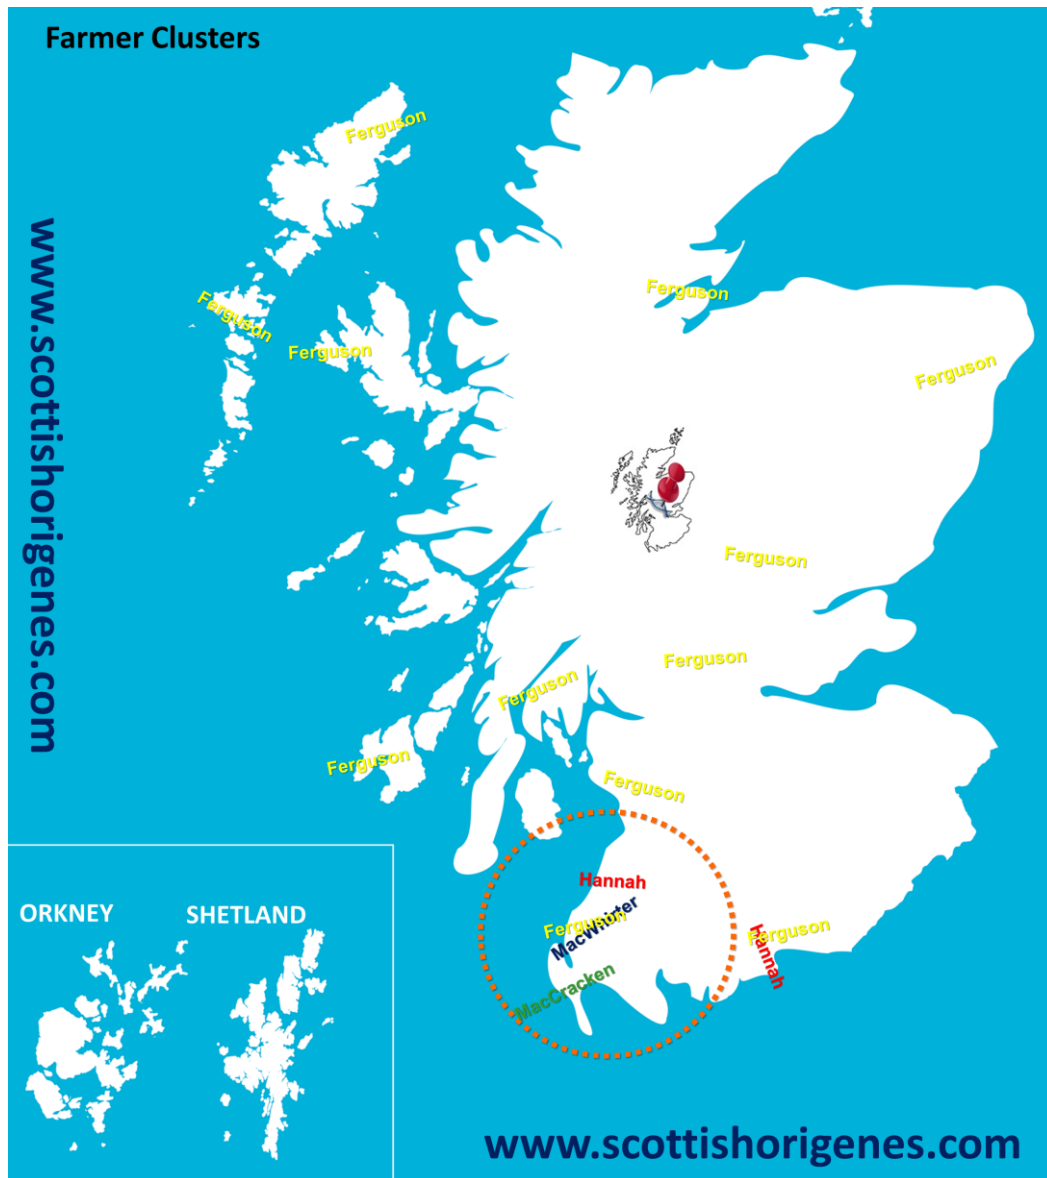 Farmer Clusters
Ferguson
www.scottishorigenes.com
Ferguson
Ferguson
Ferguson
Ferguson
Ferguson
Ferguson
Ferguson
Ferguson
Ferguson
Hannah
Ferguson
MacWhirter
Ferguson
Hannah
MacCracken
ORKNEY
SHETLAND
www.scottishorigenes.com